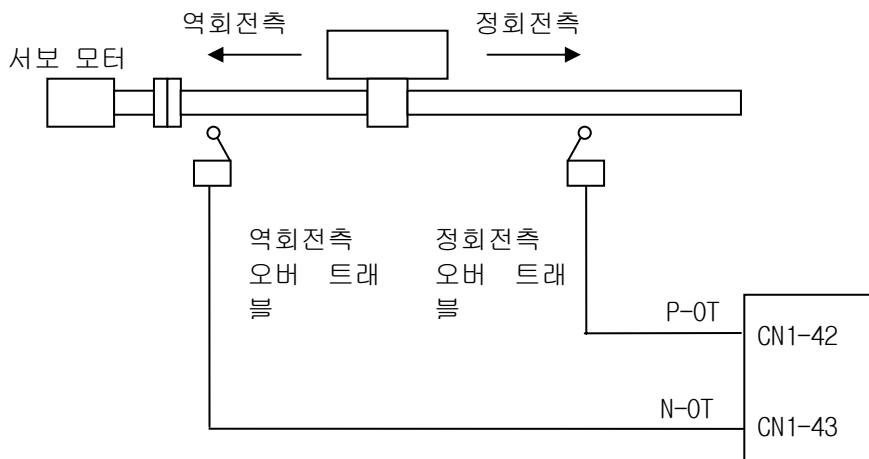 역회전측
정회전측
서보 모터
역회전측
오버 트래
블
정회전측
오버 트래
블
P-OT
CN1-42
N-OT
CN1-43